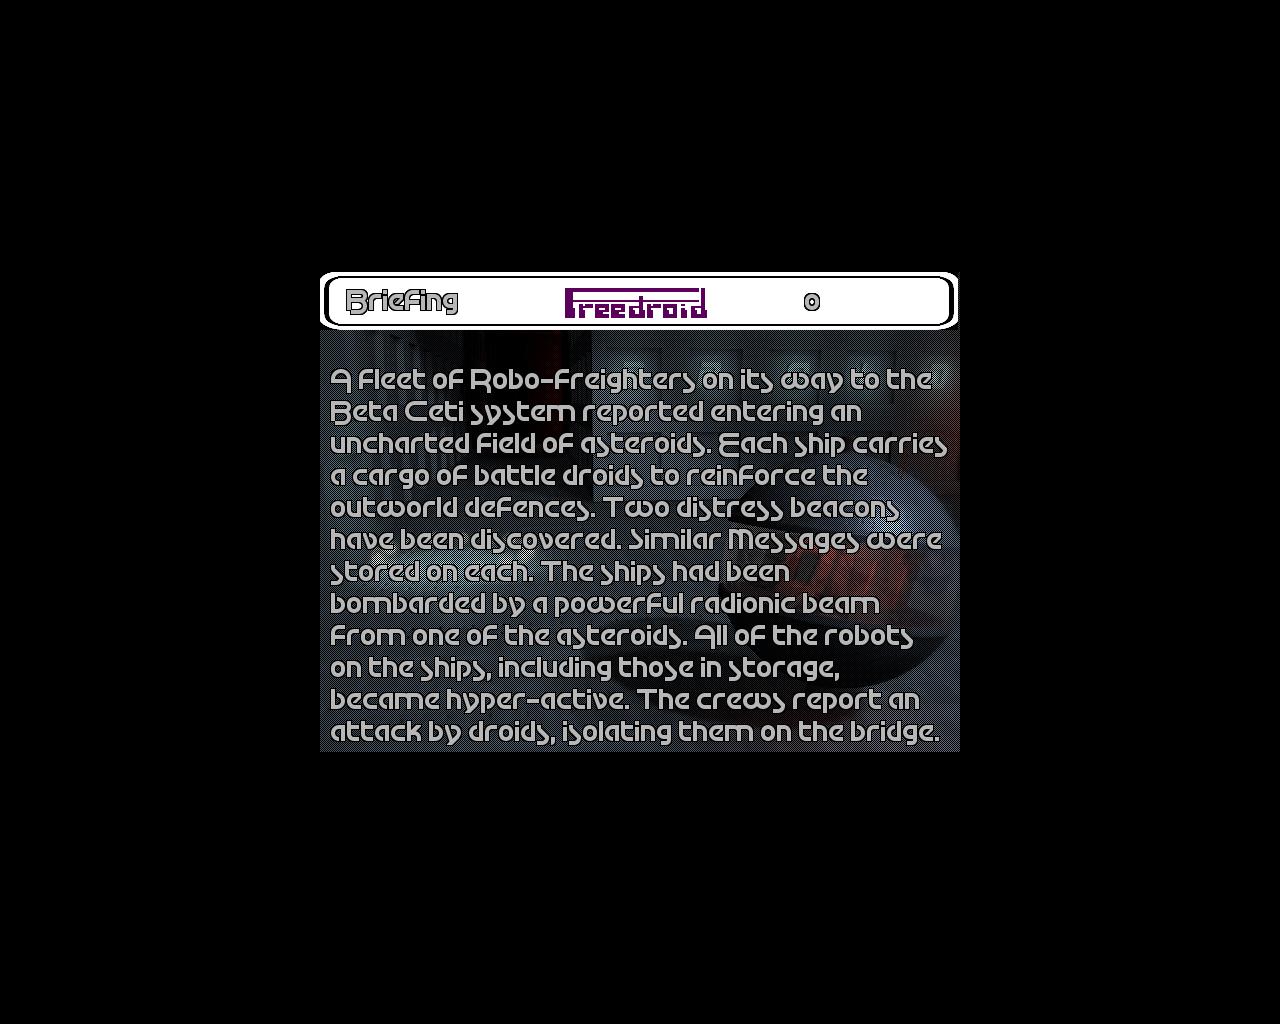 Briefing
Freedroid
0
A fleet of Robo-freighters on its way to the
Beta Ceti system reported entering an
uncharted field of asteroids. Each ship carries
a cargo of battle droids to reinforce the
outworld defences. Two distress beacons
have been discovered. Similar messages were
stored on each. The ships had been
bombarded by a powerful radionic beam
from one of the asteroids. All of the robots
on the ships, including those in storage,
became hyper-active. The crews report an
attack by droids, isolating them on the bridge.